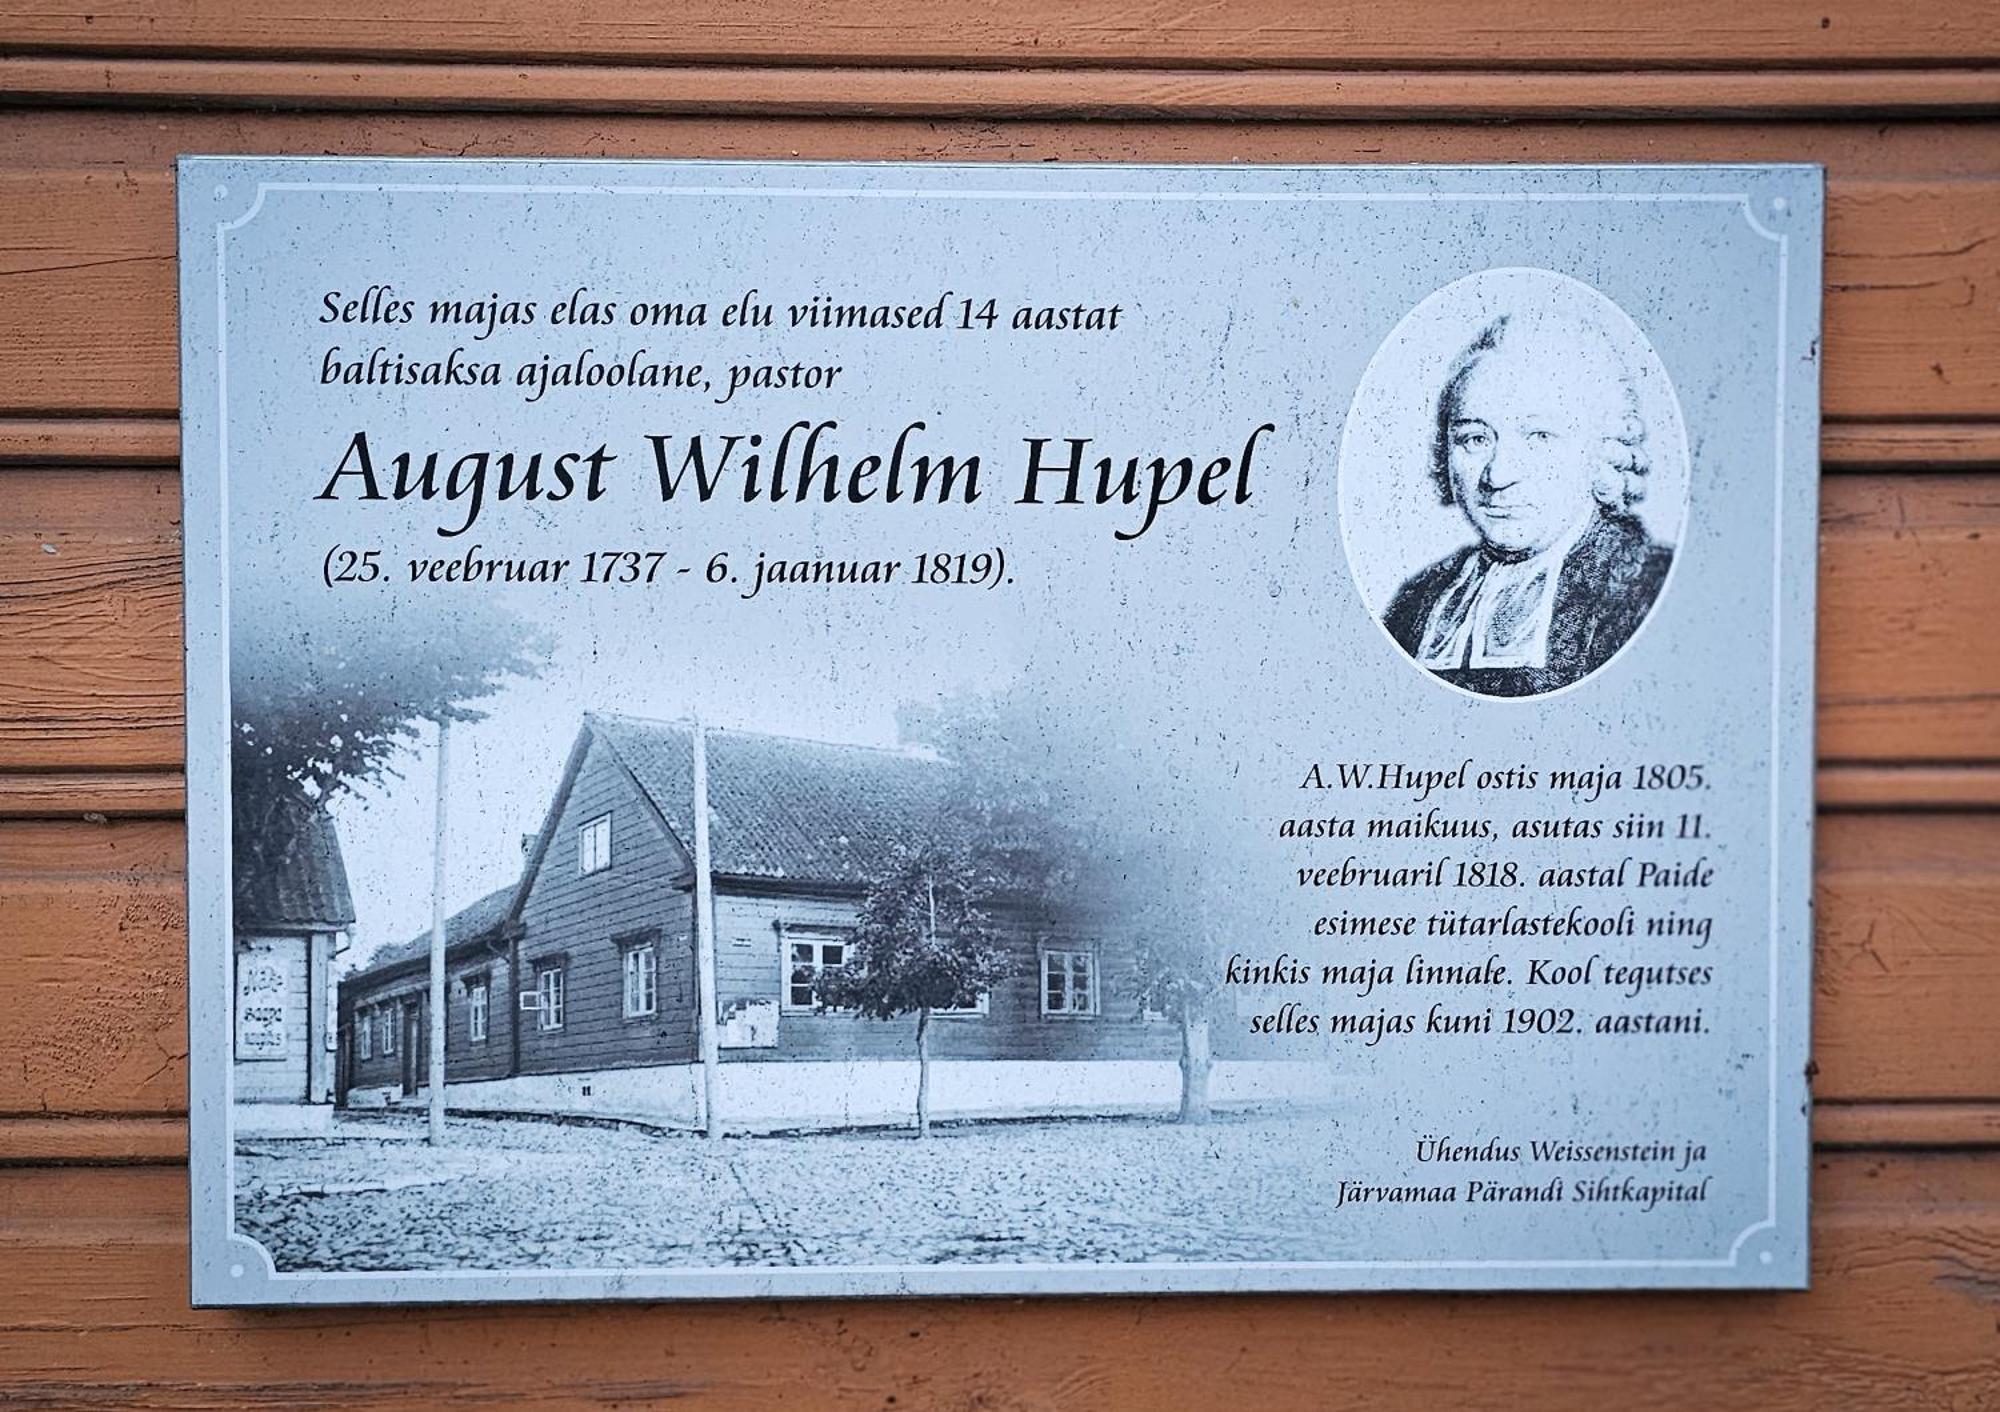 Selles majas elas oma elu viimased 14 aastat
baltisaksa ajaloolane, pastor
August Wilhelm Hupel
(25. veebruar 1737 - 6. jaanuar 1819).
A.W.Hupel ostis maja 1805.
aasta maikuus, asutas siin 11.
veebruaril 1818. aastal Paide
esimese tütarlastekooli ning
kinkis maja linnale. Kool tegutses
selles majas kuni 1902. aastani.
Ühendus Weissenstein ja
Järvamaa Pärandi Sihtkapital